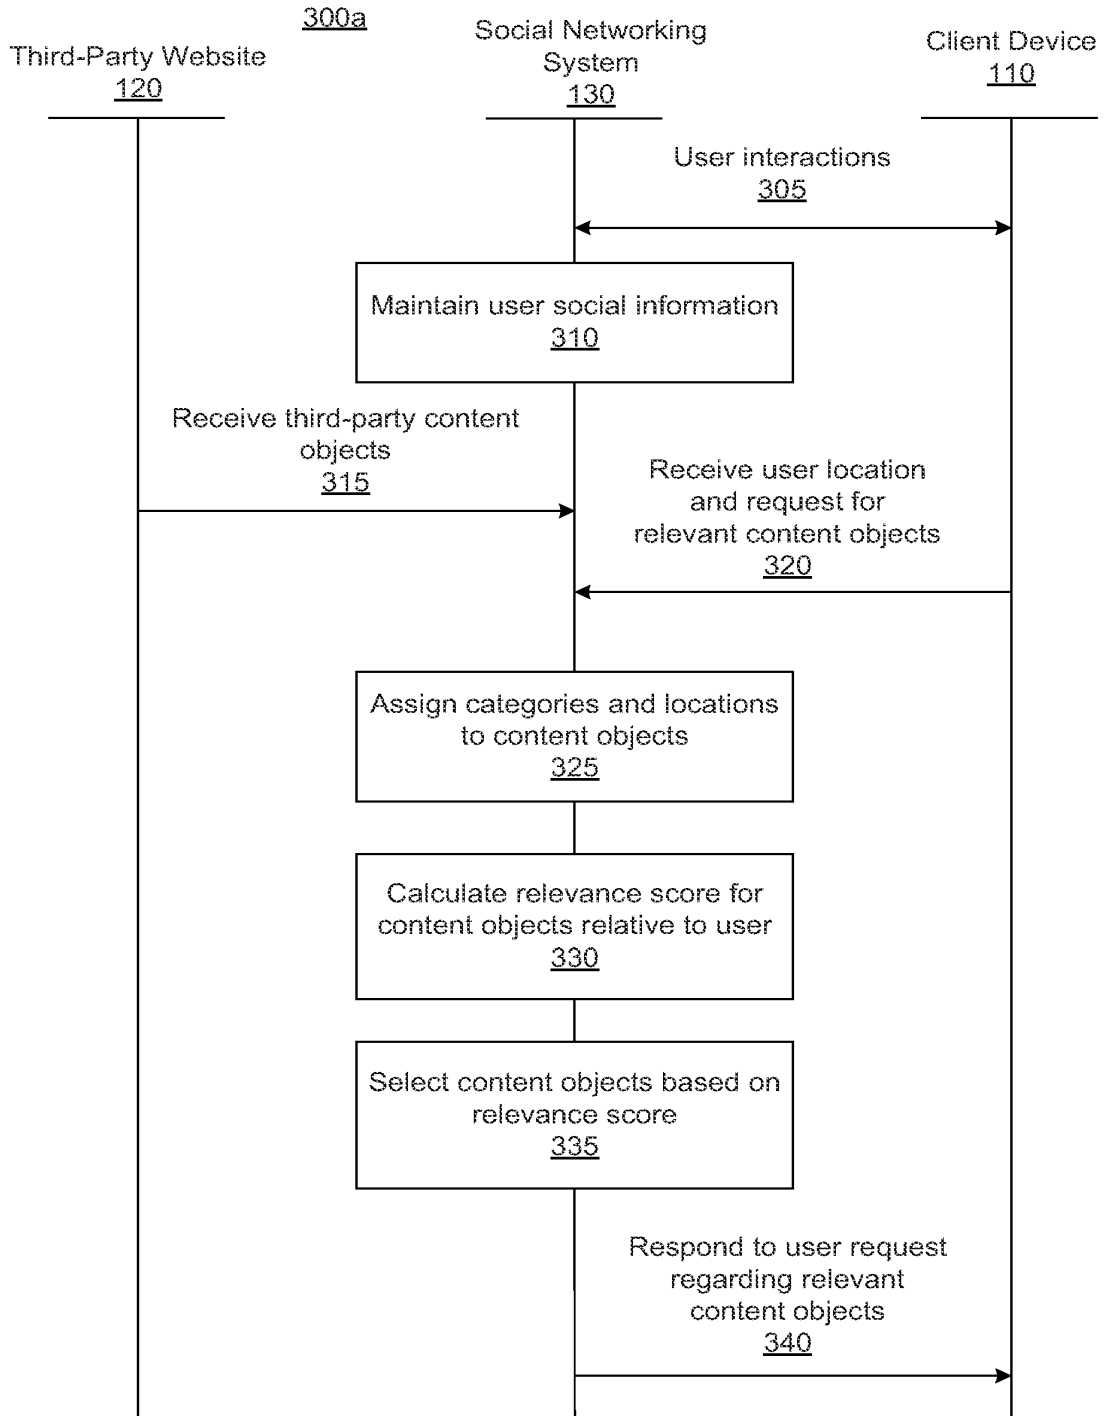 300a
Third-Party Website
120
Social Networking
System
130
Client Device
110
User interactions
305
Maintain user social information
310
Receive third-party content
objects
315
Receive user location
and request for
relevant content objects
320
Assign categories and locations
to content objects
325
Calculate relevance score for
content objects relative to user
330
Select content objects based on
relevance score
335
Respond to user request
regarding relevant
content objects
340